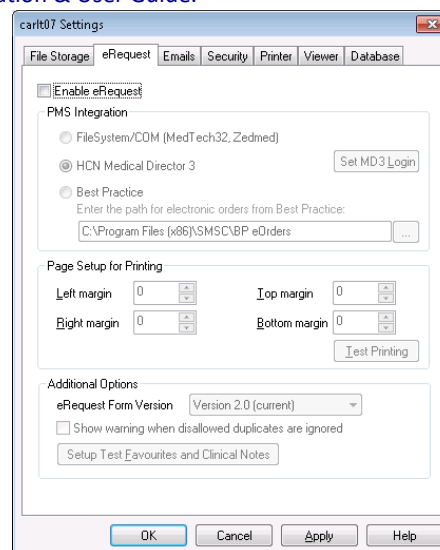 ation & User Guide.
carlt07 Settings
File Storage eRequest Emails Security Printer Viewer Database
Enable eRequest
PMS Integration
FileSystem/COM (MedTech32, Zedmed)
HCN Medical Director 3
Set MD3 Login
Best Practice
Enter the path for electronic orders from Best Practice:
C:\Program Files (x86)\SMSC\BP eOrders ...
Page Setup for Printing
Left margin 0 Top margin 0
Right margin 0 Bottom margin 0
Test Printing
Additional Options
eRequest Form Version Version 2.0 (current)
Show warning when disallowed duplicates are ignored
Setup Test Favourites and Clinical Notes
OK Cancel Apply Help